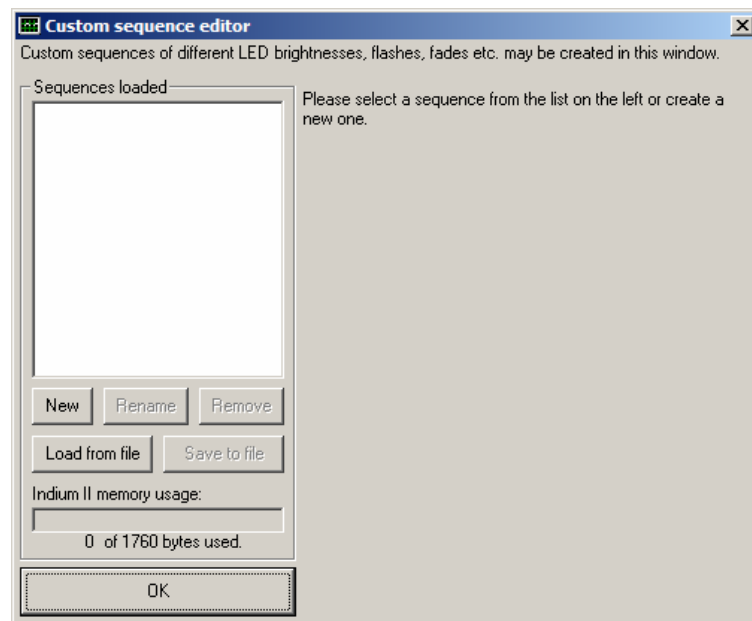 Custom sequence editor
Custom sequences of different LED brightnesses, flashes, fades etc. may be created in this window.
Sequences loaded
Please select a sequence from the list on the left or create a
new one.
New Rename Remove
Load from file Save to file
Indium II memory usage:
0 of 1760 bytes used.
OK